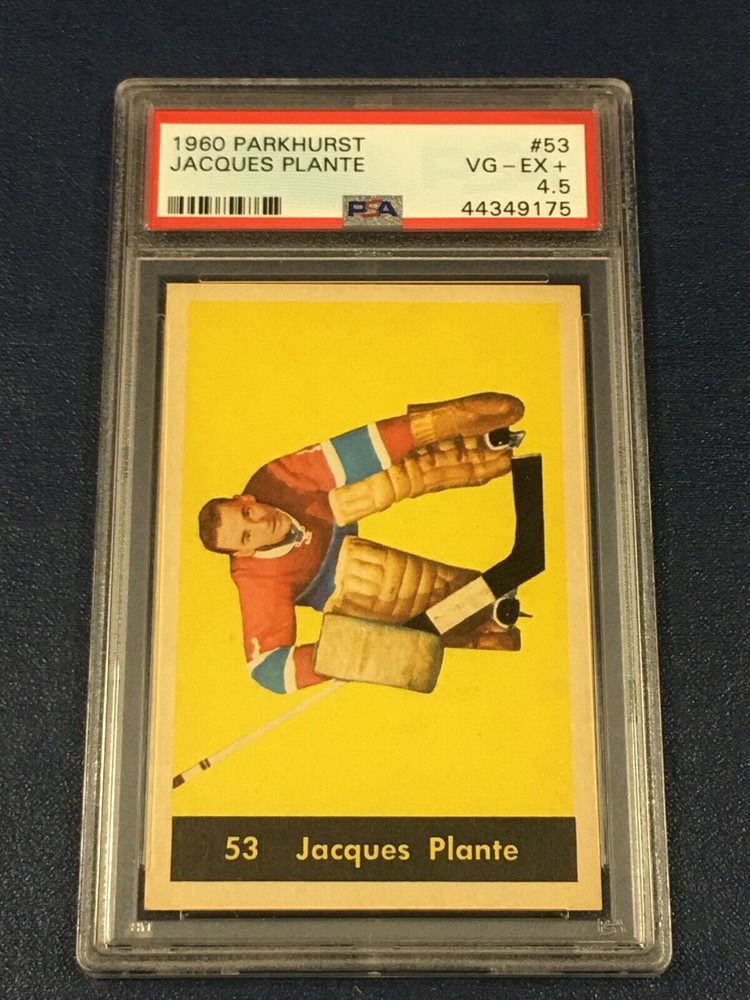 1960 PARKHURST #53
JACQUES PLANTE VG-EX+
4.5
PSA 44349175
53 Jacques Plante